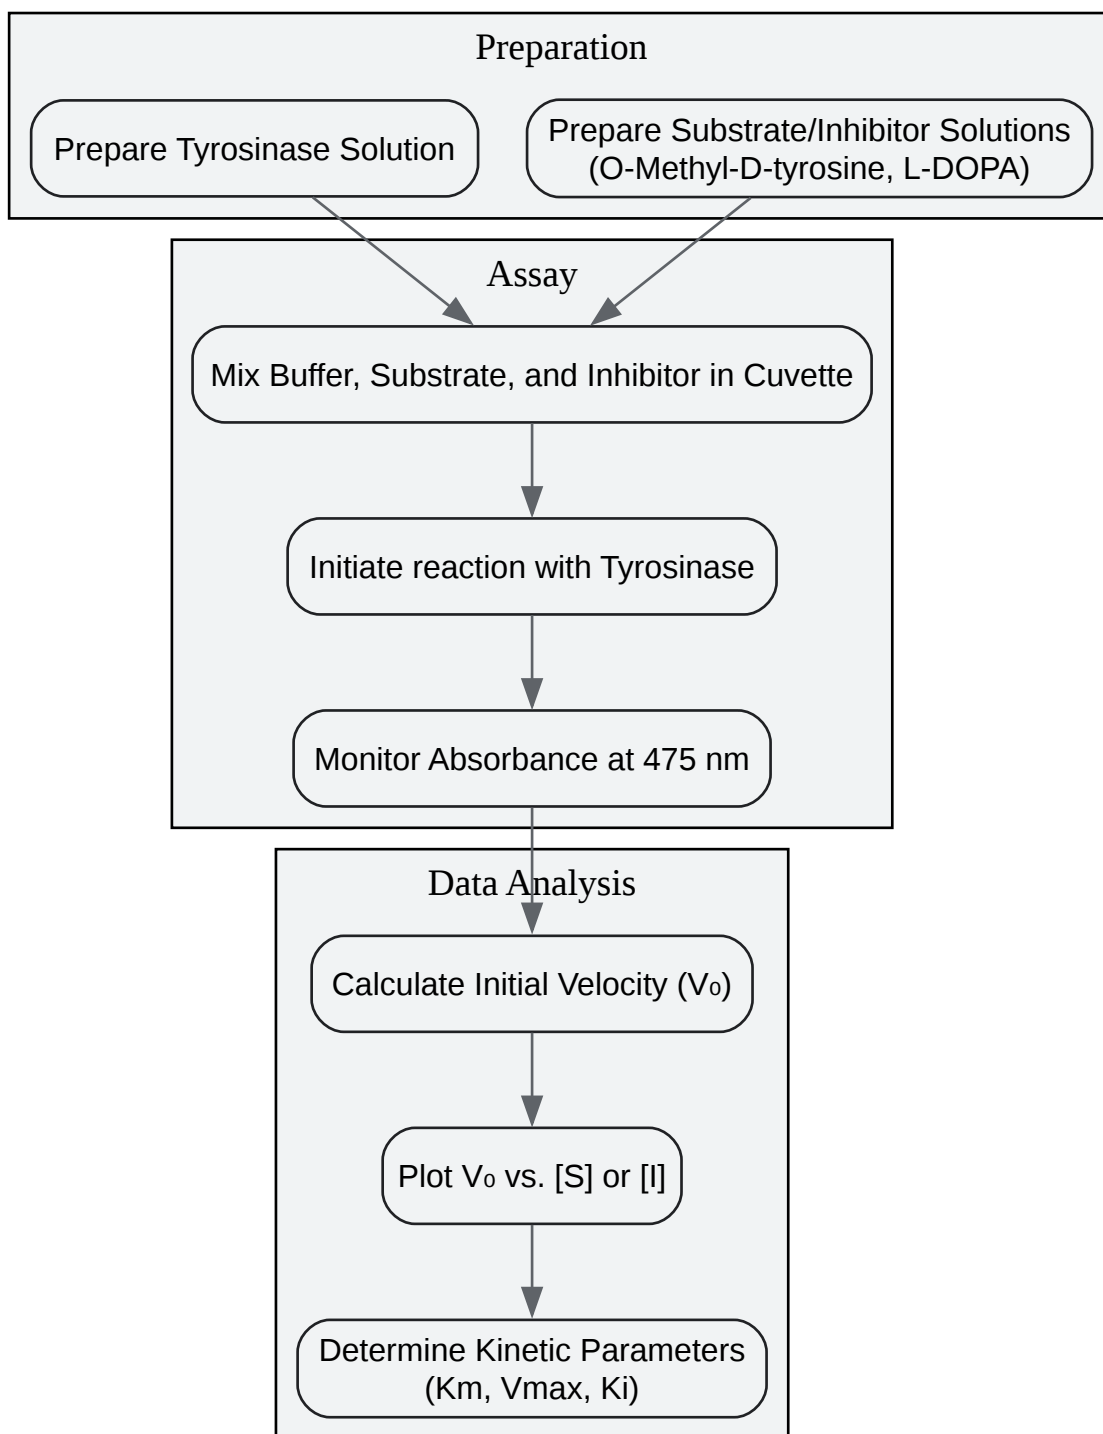 Preparation
Prepare Tyrosinase Solution
Prepare Substrate/Inhibitor Solutions
(O-Methyl-D-tyrosine, L-DOPA)
Assay
Mix Buffer, Substrate, and Inhibitor in Cuvette
Initiate reaction with Tyrosinase
Monitor Absorbance at 475 nm
Data Analysis
Calculate Initial Velocity (V₀)
Plot V₀ vs. [S] or [I]
Determine Kinetic Parameters
(Km, Vmax, Ki)